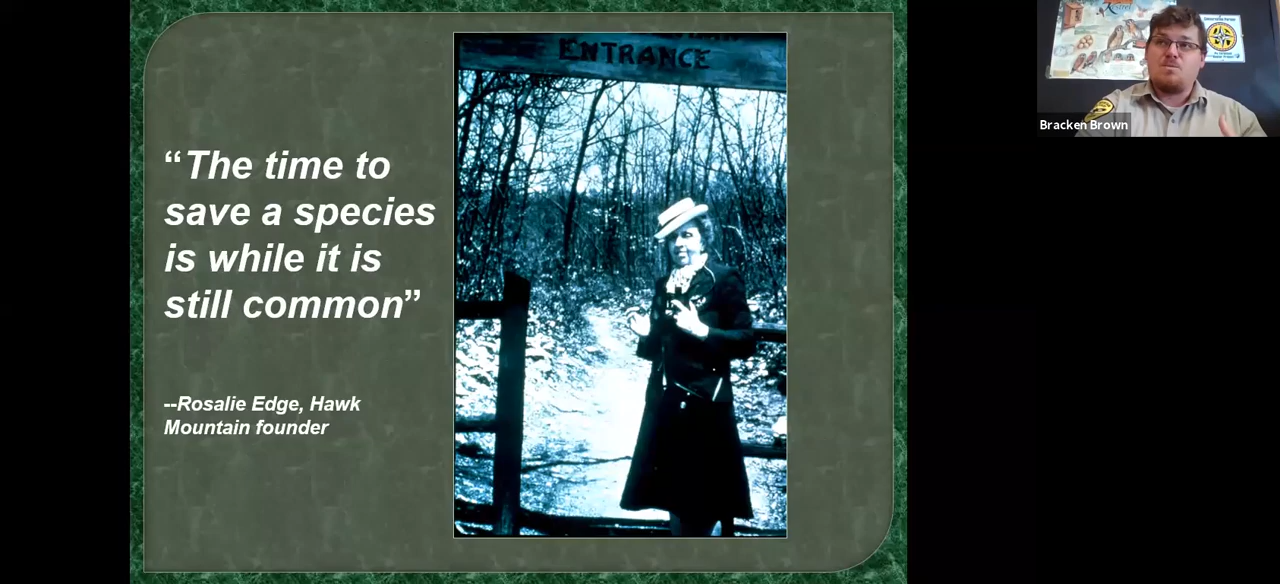 ENTRANCE
“The time to
save a species
is while it is
still common”
--Rosalie Edge, Hawk
Mountain founder
Kestrel
Bracken Brown